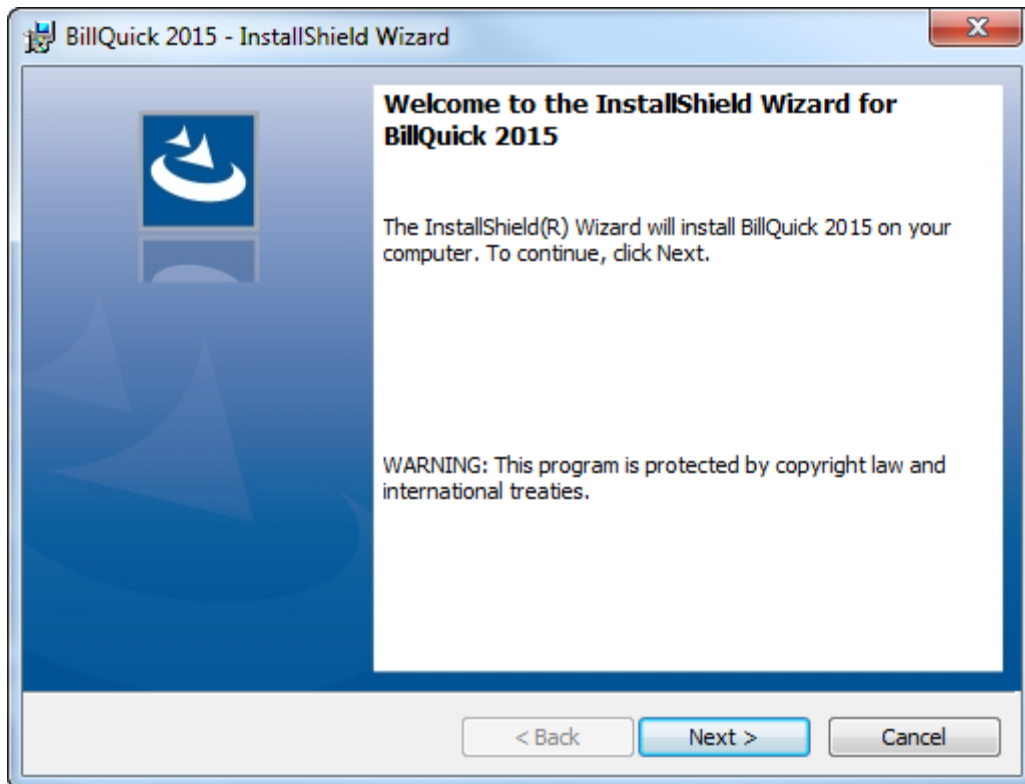 BillQuick 2015 - InstallShield Wizard
Welcome to the InstallShield Wizard for
BillQuick 2015
The InstallShield(R) Wizard will install BillQuick 2015 on your
computer. To continue, click Next.
WARNING: This program is protected by copyright law and
international treaties.
< Back
Next >
Cancel